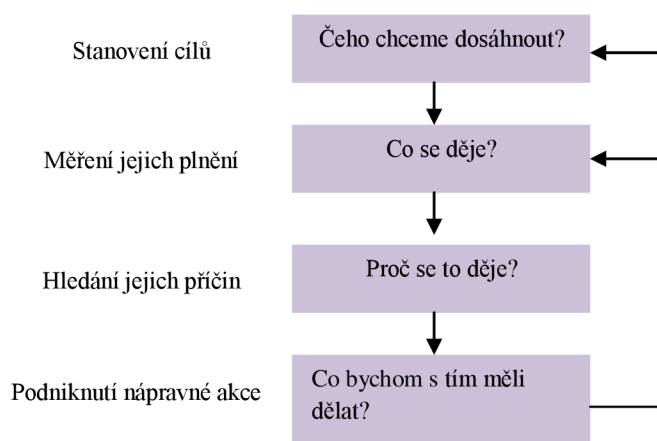 Stanovení cílů
Čeho chceme dosáhnout?
Měření jejich plnění
Co se děje?
Hledání jejich příčin
Proč se to děje?
Podniknutí nápravné akce
Co bychom s tím měli
dělat?